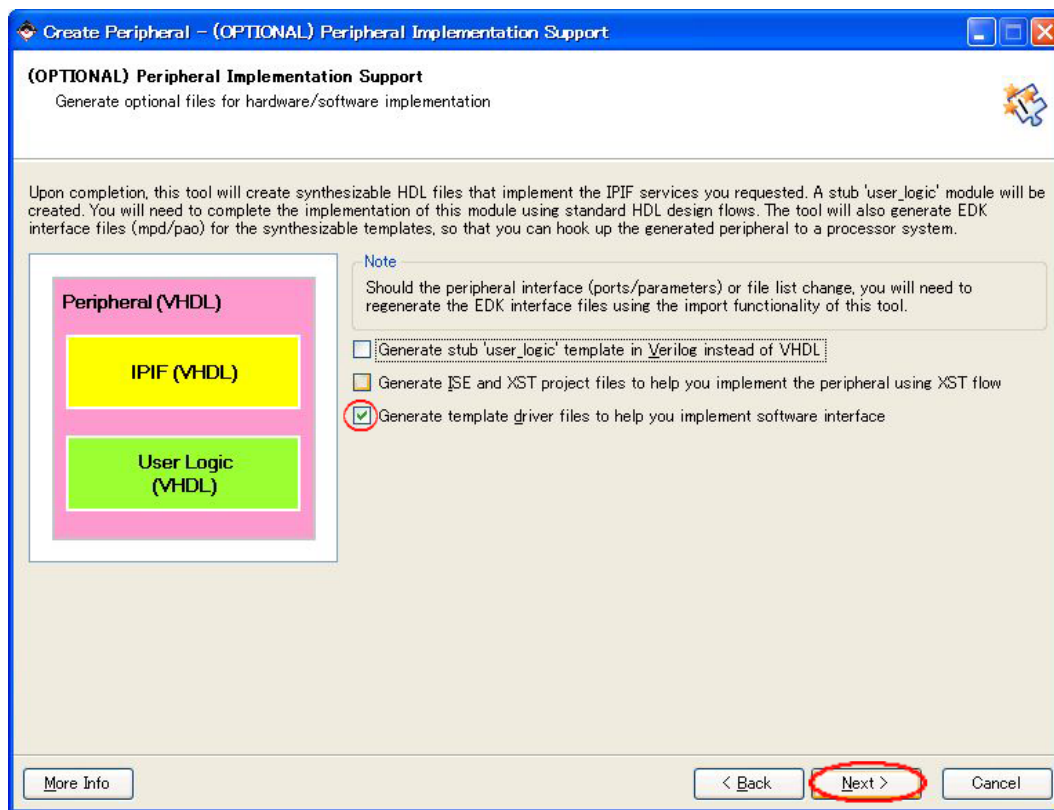 Create Peripheral - (OPTIONAL) Peripheral Implementation Support
(OPTIONAL) Peripheral Implementation Support
Generate optional files for hardware/software implementation
Upon completion, this tool will create synthesizable HDL files that implement the IPIF services you requested. A stub 'user_logic' module will be
created. You will need to complete the implementation of this module using standard HDL design flows. The tool will also generate EDK
interface files (mpd/pao) for the synthesizable templates, so that you can hook up the generated peripheral to a processor system.
Peripheral (VHDL)
IPIF (VHDL)
User Logic
(VHDL)
Note
Should the peripheral interface (ports/parameters) or file list change, you will need to
regenerate the EDK interface files using the import functionality of this tool.
Generate stub 'user_logic' template in Verilog instead of VHDL
Generate ISE and XST project files to help you implement the peripheral using XST flow
Generate template driver files to help you implement software interface
More Info
< Back
Next >
Cancel